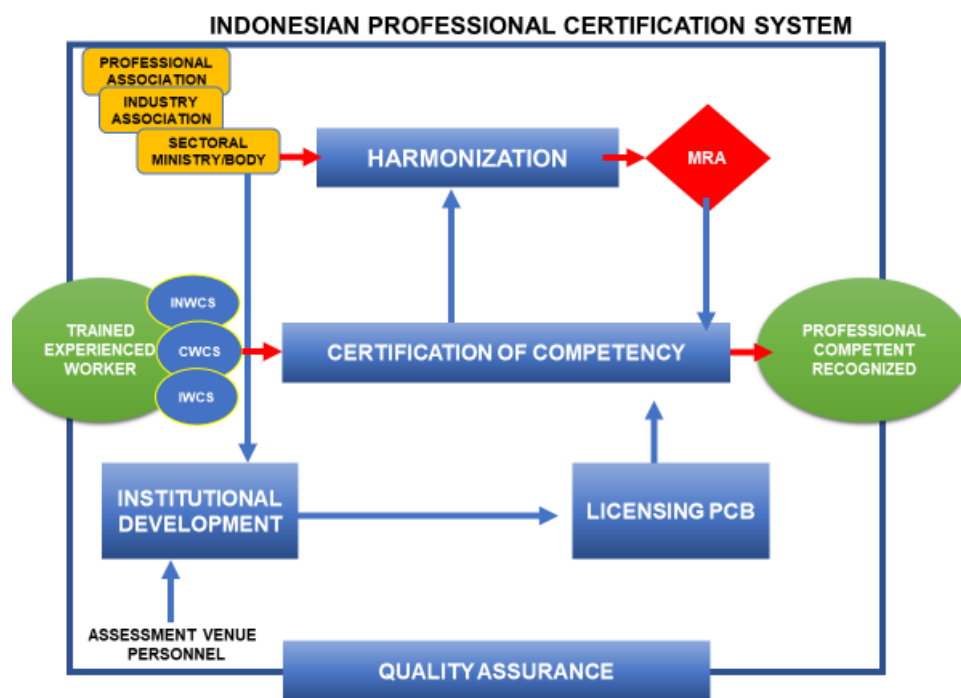 INDONESIAN PROFESSIONAL CERTIFICATION SYSTEM
PROFESSIONAL
ASSOCIATION
INDUSTRY
ASSOCIATION
SECTORAL
MINISTRY/BODY
HARMONIZATION
MRA
INWCS
TRAINED
EXPERIENCED
WORKER
CWCS
IWCS
CERTIFICATION OF COMPETENCY
PROFESSIONAL
COMPETENT
RECOGNIZED
INSTITUTIONAL
DEVELOPMENT
LICENSING PCB
ASSESSMENT VENUE
PERSONNEL
QUALITY ASSURANCE